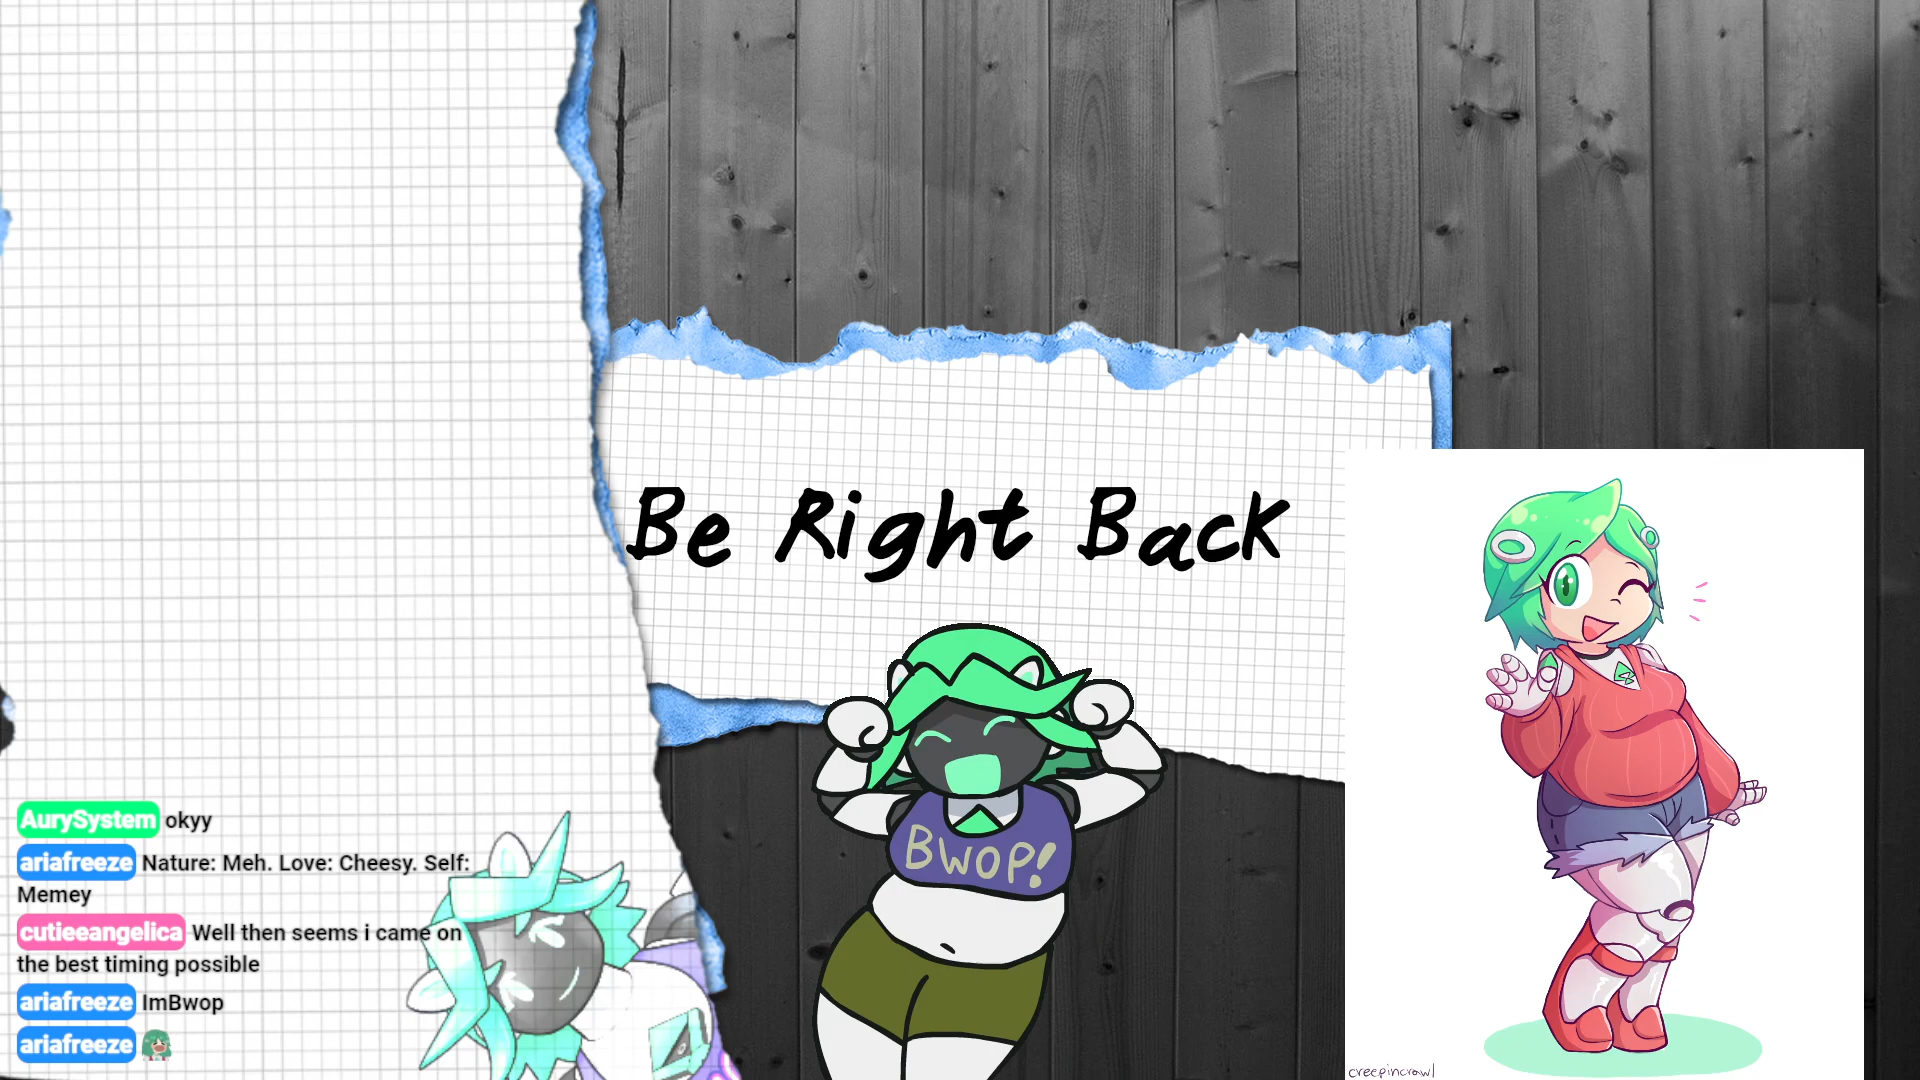 Be Right Back
BWOP!
AurySystem okyy
ariafreeze Nature: Meh. Love: Cheesy. Self:
Memey
cutieeangelica Well then seems i came on
the best timing possible
ariafreeze ImBwop
ariafreeze
creepincrawl